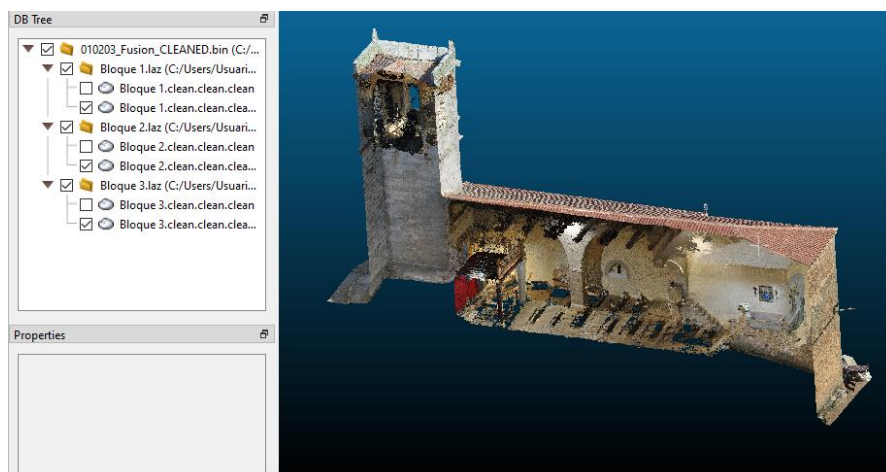 DB Tree
010203_Fusion_CLEANED.bin (C:/...
Bloque 1.laz (C:/Users/Usuari...
Bloque 1.clean.clean.clean
Bloque 1.clean.clean.clea...
Bloque 2.laz (C:/Users/Usuari...
Bloque 2.clean.clean.clean
Bloque 2.clean.clean.clea...
Bloque 3.laz (C:/Users/Usuari...
Bloque 3.clean.clean.clean
Bloque 3.clean.clean.clea...
Properties